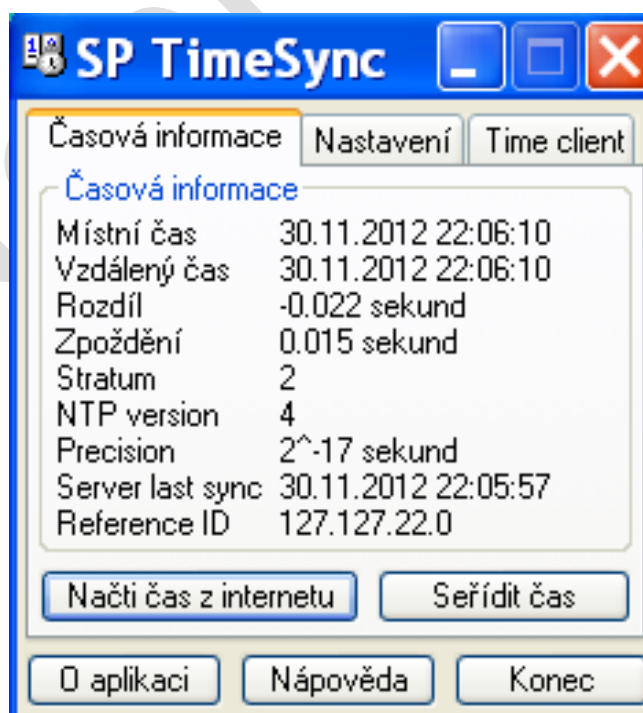 SP TimeSync
Časová informace Nastavení Time client
Časová informace
Místní čas 30.11.2012 22:06:10
Vzdálený čas 30.11.2012 22:06:10
Rozdíl -0.022 sekund
Zpoždění 0.015 sekund
Stratum 2
NTP version 4
Precision 2^-17 sekund
Server last sync 30.11.2012 22:05:57
Reference ID 127.127.22.0
Načti čas z internetu Seřídit čas
O aplikaci Nápověda Konec